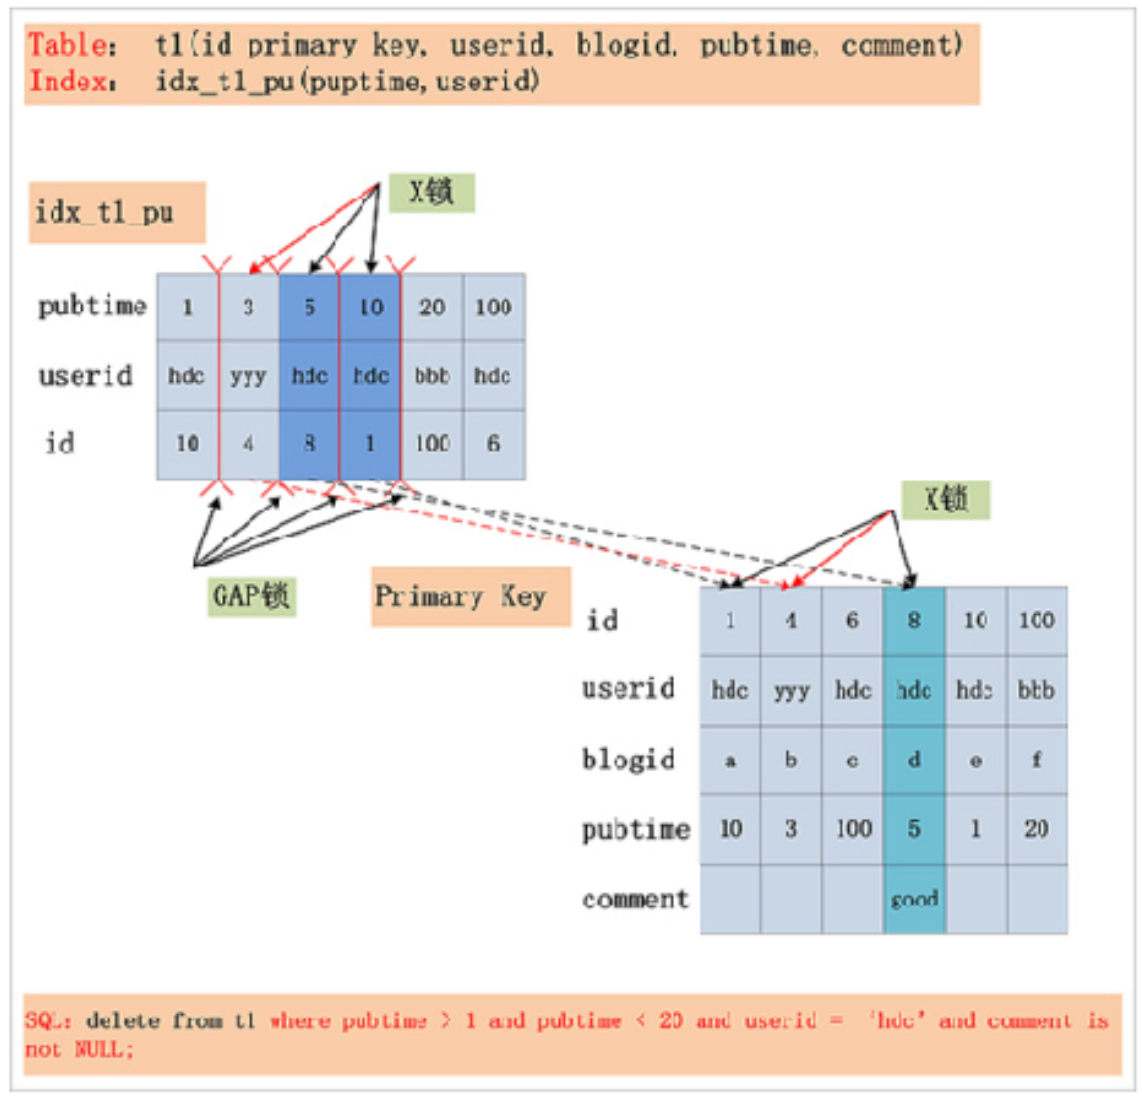 Table: t1(id primary key, userid, blogid, pubtime, comment)
Index: idx_t1_pu(puptime,userid)
X锁
idx_t1_pu
pubtime 1 3 5 10 20 100
userid hdc yyy hdc hdc bbb hdc
id 10 4 8 1 100 6
X锁
GAP锁
Primary Key
id 1 4 6 8 10 100
userid hdc yyy hdc hdc hdc bbb
blogid a b c d e f
pubtime 10 3 100 5 1 20
comment good
SQL: delete from t1 where pubtime > 1 and pubtime < 20 and userid = 'hdc' and comment is
not NULL;